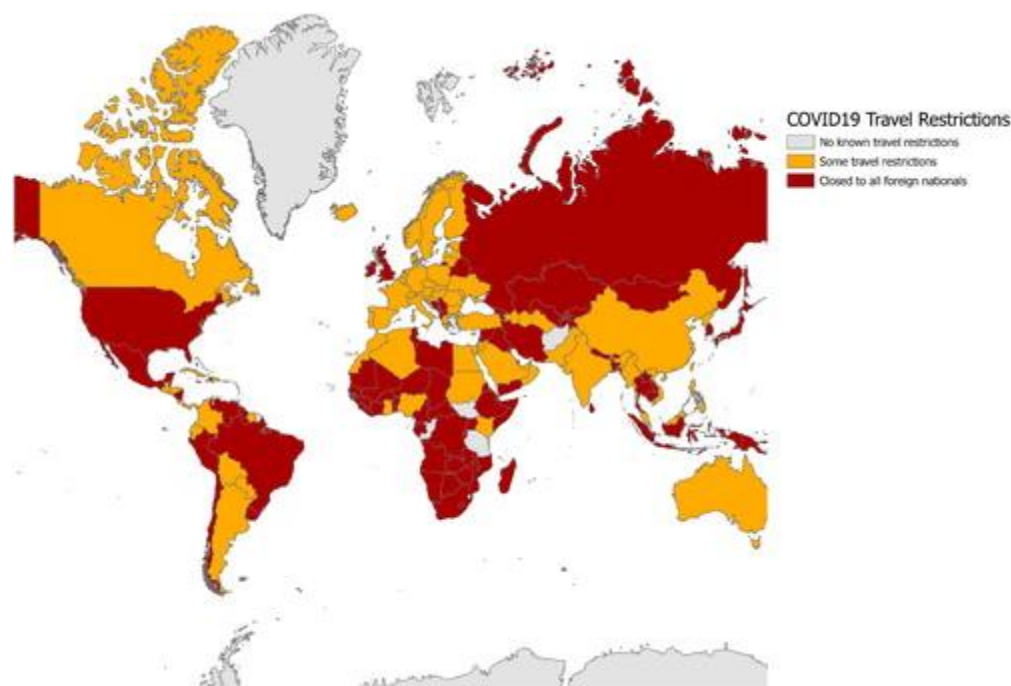 COVID19 Travel Restrictions
No known travel restrictions
Some travel restrictions
Closed to all foreign nationals